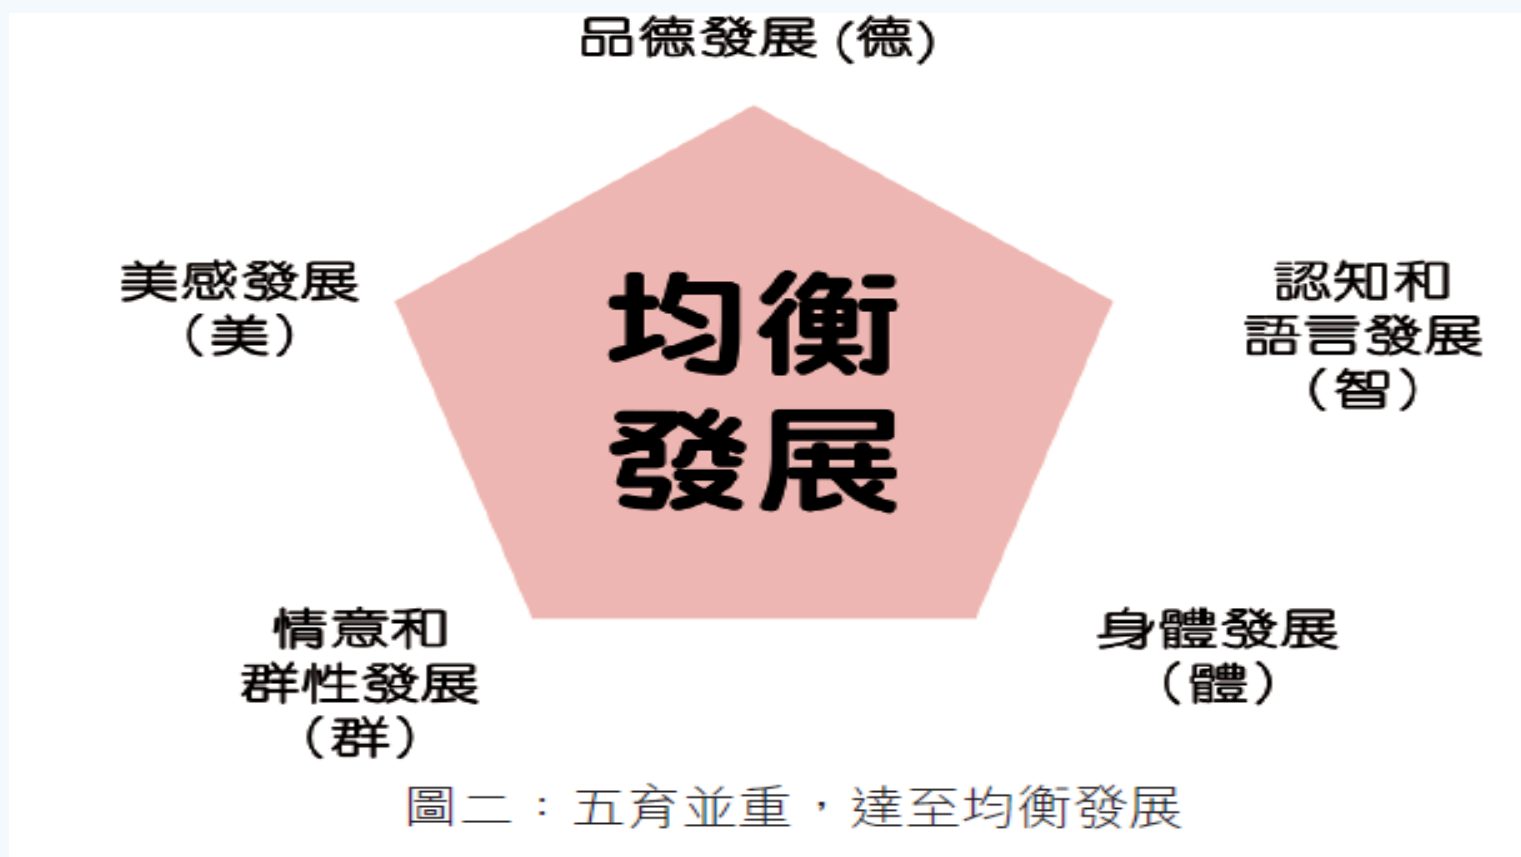 品德發展 (德)
美感發展
（美）
均衡
發展
認知和
語言發展
（智）
情意和
群性發展
（群）
身體發展
（體）
圖二：五育並重，達至均衡發展